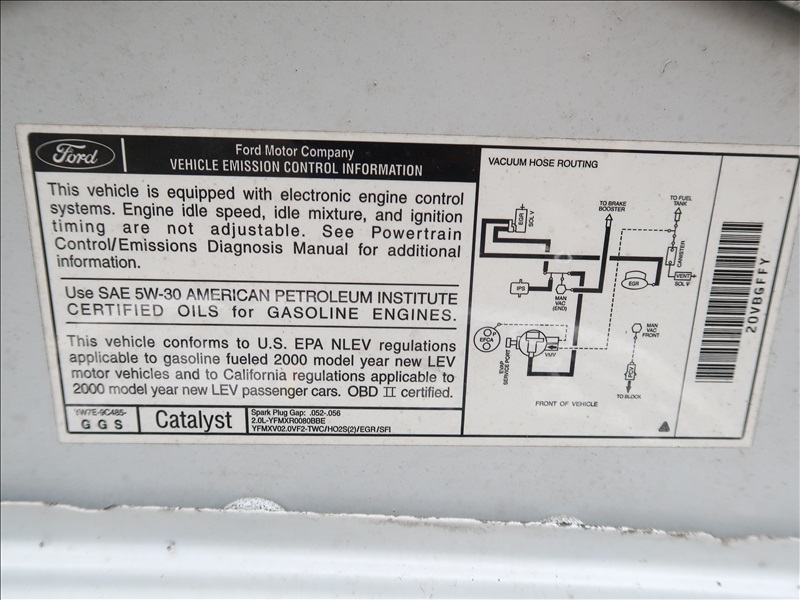 Ford
Ford Motor Company
VEHICLE EMISSION CONTROL INFORMATION
This vehicle is equipped with electronic engine control
systems. Engine idle speed, idle mixture, and ignition
timing are not adjustable. See Powertrain
Control/Emissions Diagnosis Manual for additional
information.
Use SAE 5W-30 AMERICAN PETROLEUM INSTITUTE
CERTIFIED OILS for GASOLINE ENGINES.
This vehicle conforms to U.S. EPA NLEV regulations
applicable to gasoline fueled 2000 model year new LEV
motor vehicles and to California regulations applicable to
2000 model year new LEV passenger cars. OBD II certified.
YW7E-9C485-
G G S
Catalyst
Spark Plug Gap: .052-.056
2.0L-YFMXR0080BBE
YFMXV02.0VF2-TWC/HO2S(2)/EGR/SFI
VACUUM HOSE ROUTING
EGR
SOL V
TO BRAKE
BOOSTER
TO FUEL
TANK
CANISTER
VENT
SOL V
IPS
MAN
VAC
(END)
EGR
P
EFCA
EVAP
SERVICE PORT
VMV
MAN
VAC
FRONT
PCV
TO BLOCK
FRONT OF VEHICLE
20VBGFFY